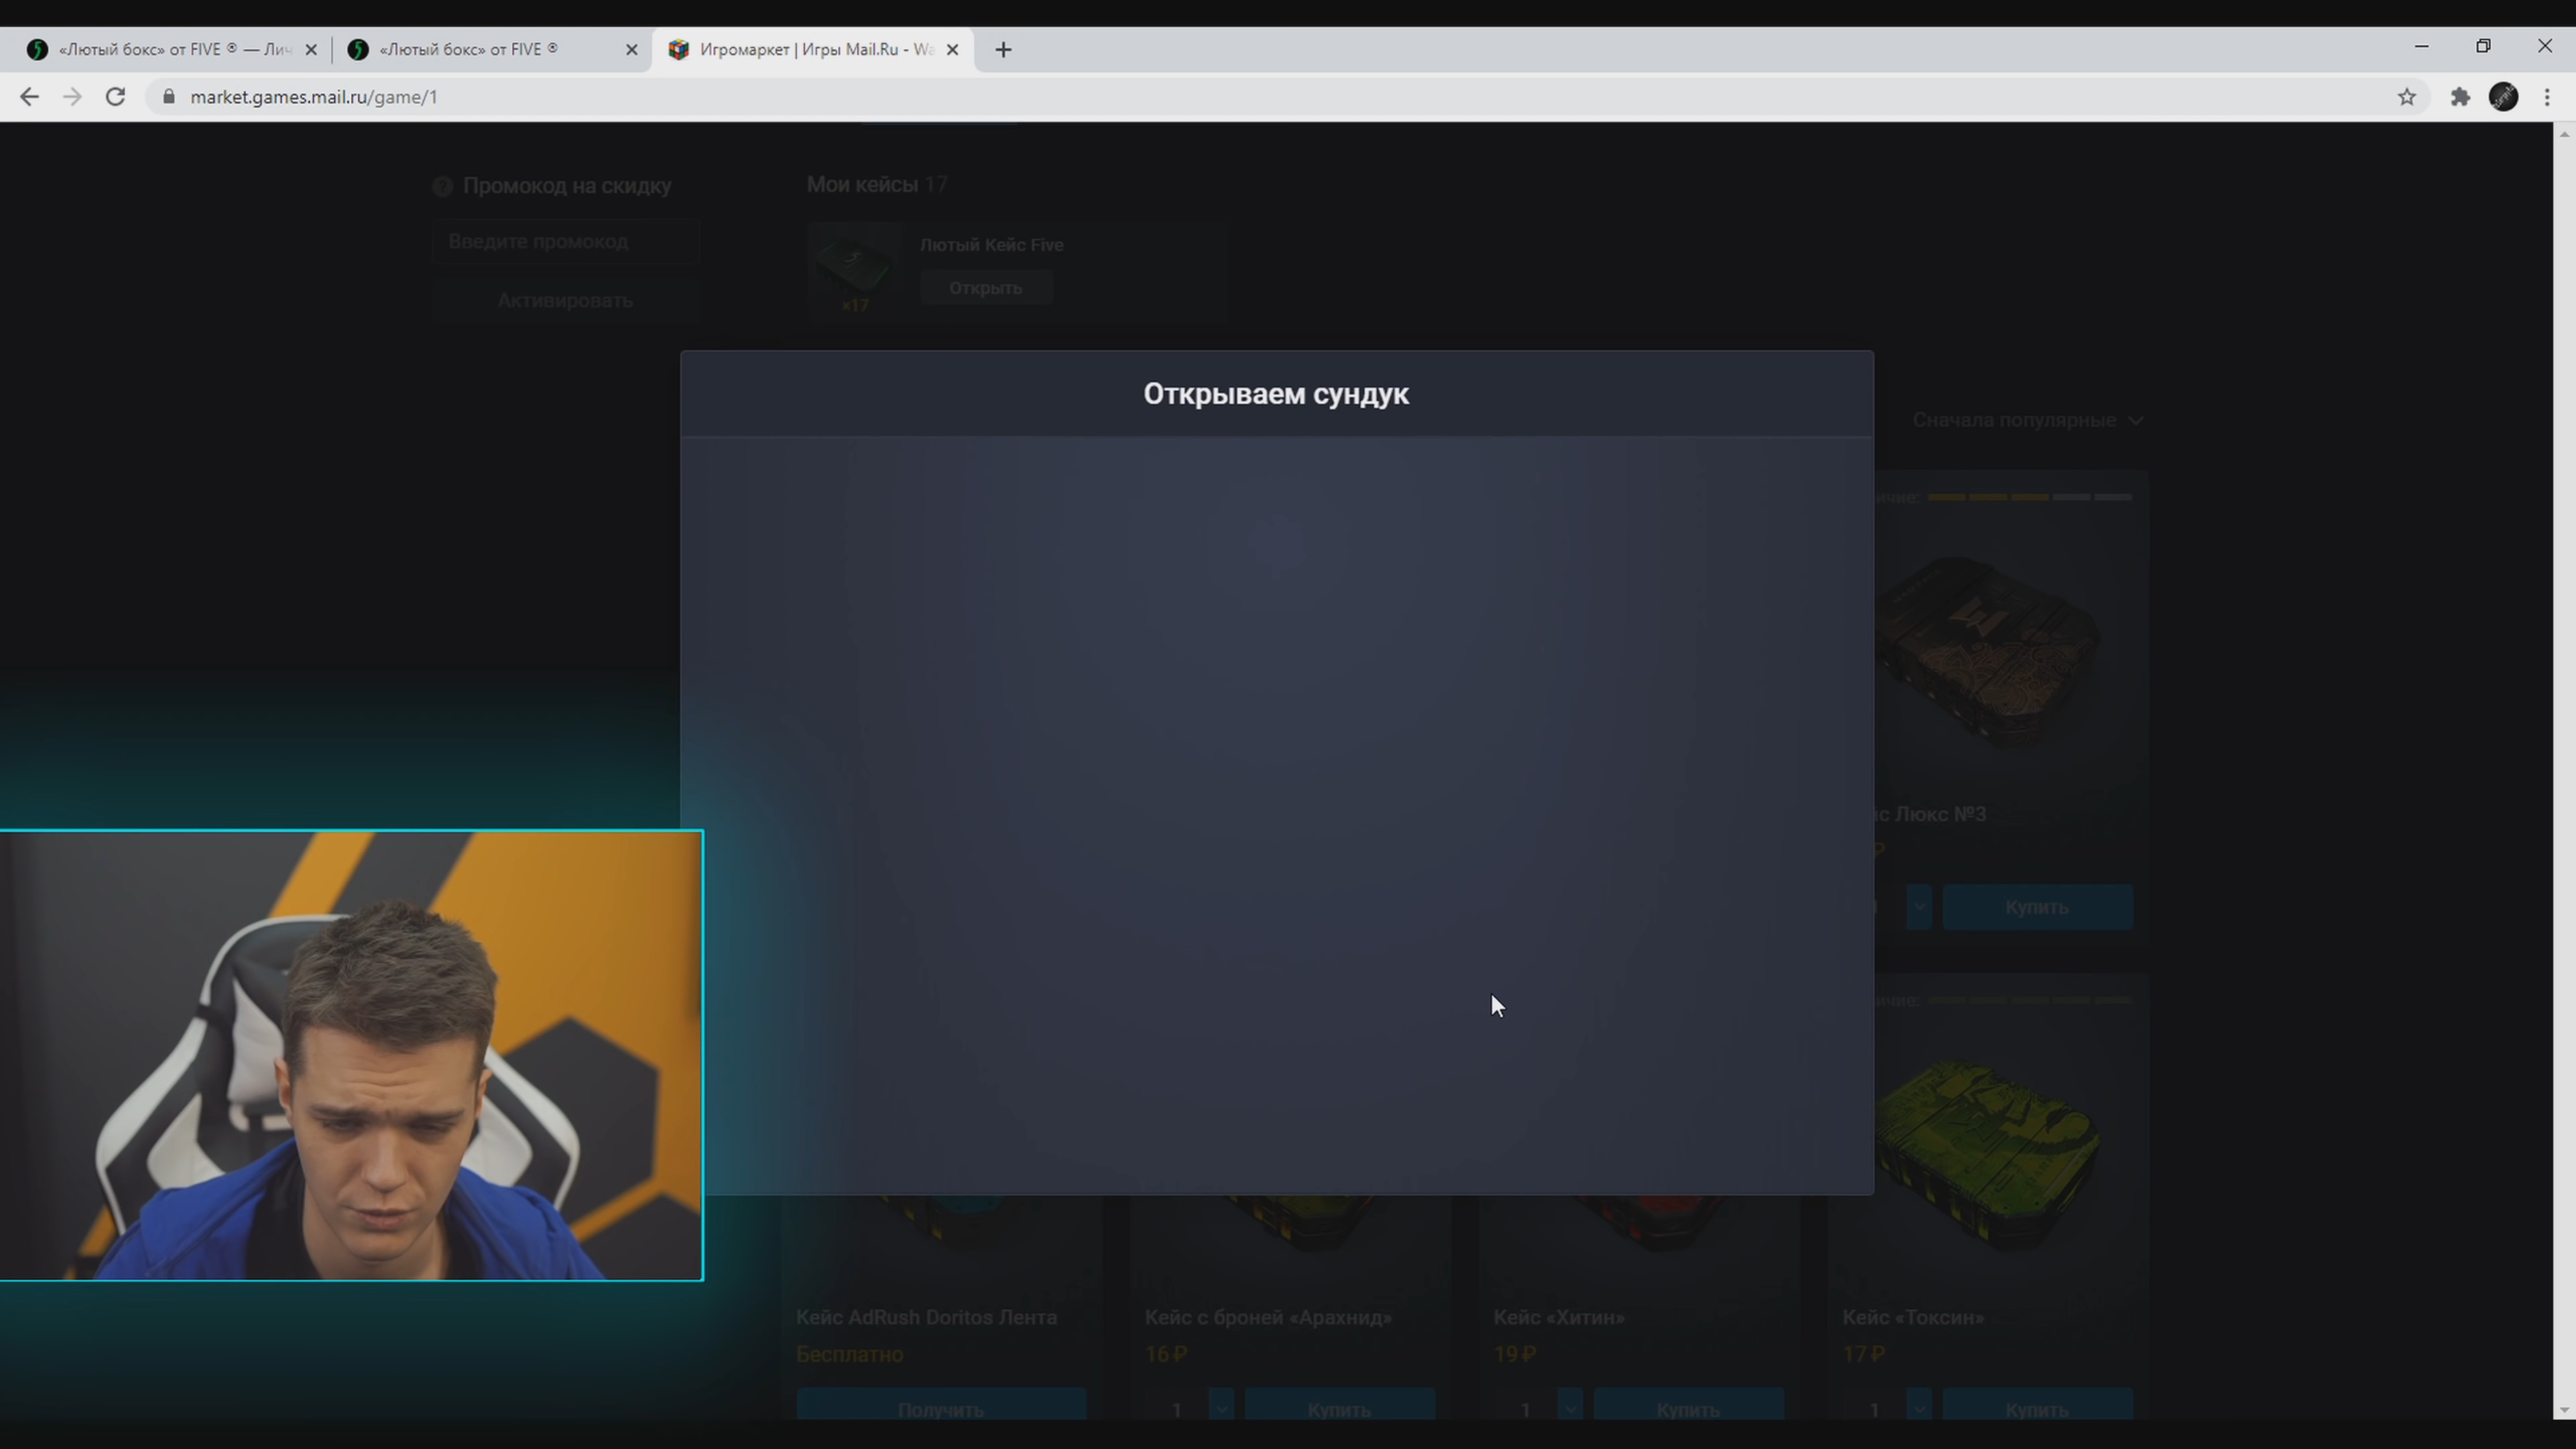 «Лютый бокс» от FIVE ® — Лич
«Лютый бокс» от FIVE ®
Игромаркет | Игры Mail.Ru - Wa
market.games.mail.ru/game/1
? Промокод на скидку
Введите промокод
Активировать
Мои кейсы 17
Лютый Кейс Five
×17
Открыть
Открываем сундук
Сначала популярные
с Люкс №3
₽
Купить
Кейс AdRush Doritos Лента
Бесплатно
Получить
Кейс с броней «Арахнид»
16 ₽
1
Купить
Кейс «Хитин»
19 ₽
1
Купить
Кейс «Токсин»
17 ₽
1
Купить